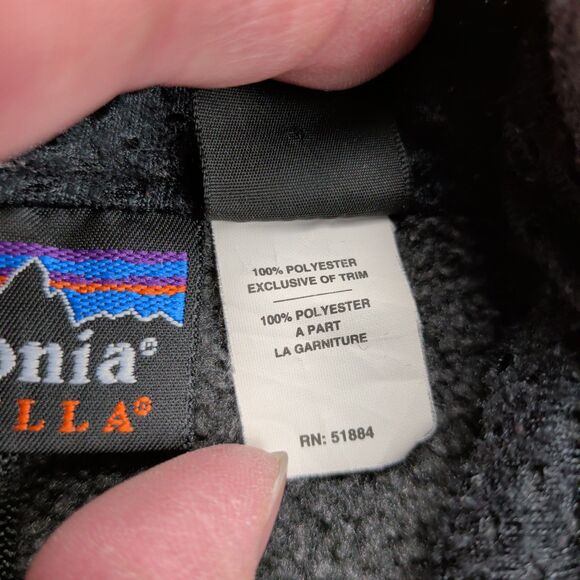 onia®
LLA®
100% POLYESTER
EXCLUSIVE OF TRIM
100% POLYESTER
A PART
LA GARNITURE
RN: 51884